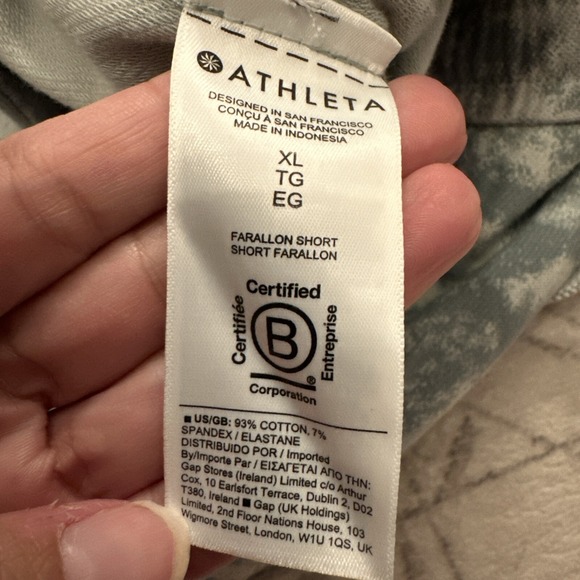 ATHLETA
DESIGNED IN SAN FRANCISCO
CONÇU À SAN FRANCISCO
MADE IN INDONESIA
XL
TG
EG
FARALLON SHORT
SHORT FARALLON
Certified
Certifiée
B
Entreprise
®
Corporation
■ US/GB: 93% COTTON, 7%
SPANDEX / ELASTANE
DISTRIBUIDO POR / Imported
By/Importe Par / ΕΙΣΑΓΕΤΑΙ ΑΠΟ ΤΗΝ:
Gap Stores (Ireland) Limited c/o Arthur
Cox, 10 Earlsfort Terrace, Dublin 2, D02
T380, Ireland ■ Gap (UK Holdings)
Limited, 2nd Floor Nations House, 103
Wigmore Street, London, W1U 1QS, UK